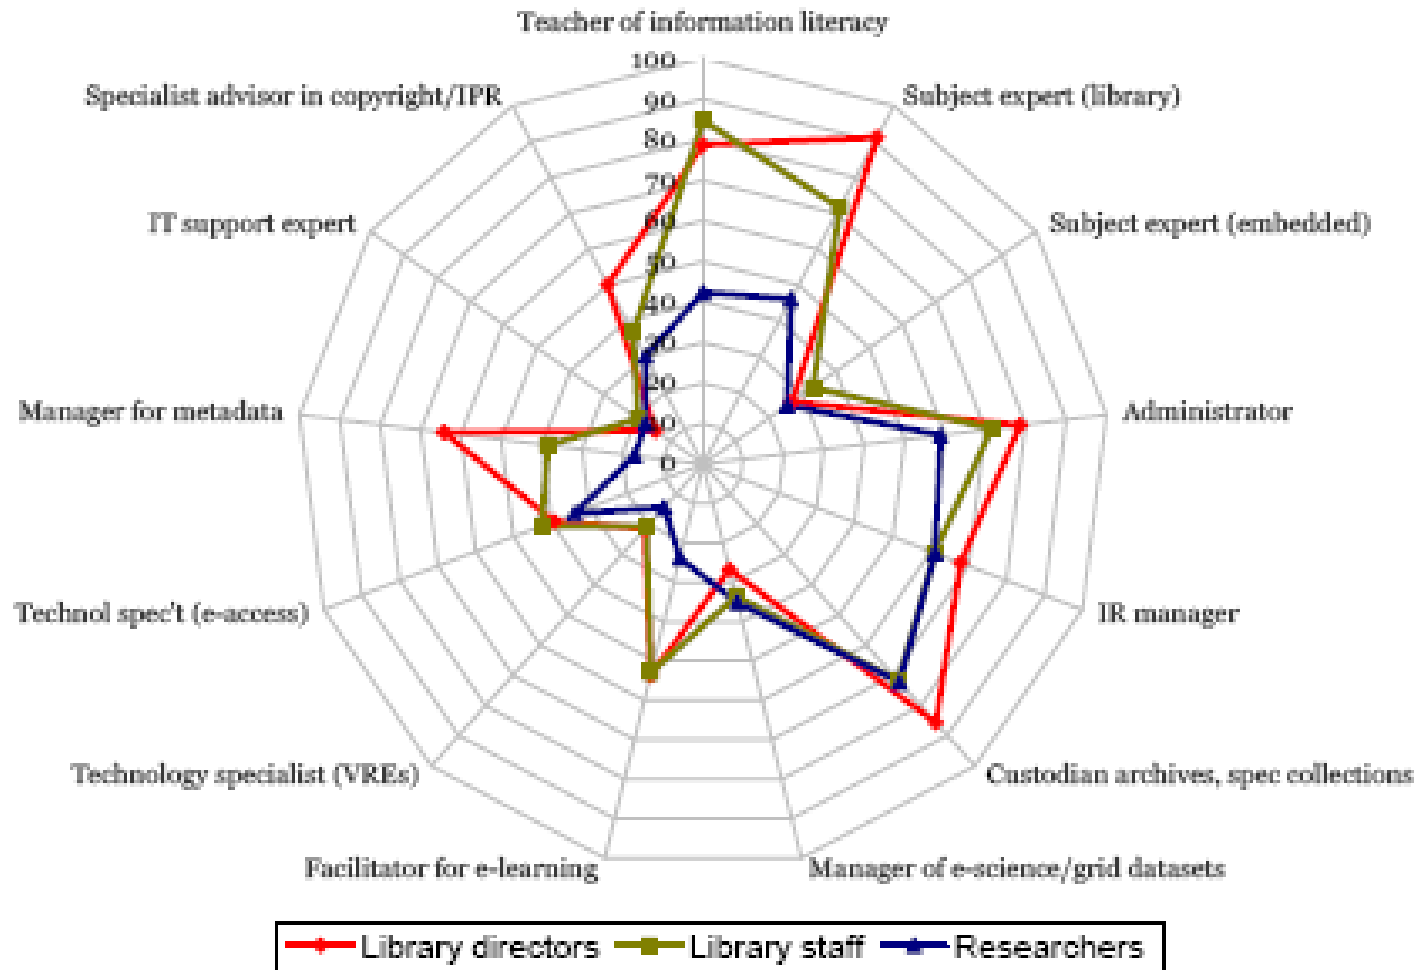 Teacher of information literacy
100
Specialist advisor in copyright/IPR
Subject expert (library)
90
80
70
IT support expert
Subject expert (embedded)
60
50
40
30
Manager for metadata
Administrator
20
10
0
Technol spec't (e-access)
IR manager
Technology specialist (VREs)
Custodian archives, spec collections
Facilitator for e-learning
Manager of e-science/grid datasets
Library directors
Library staff
Researchers